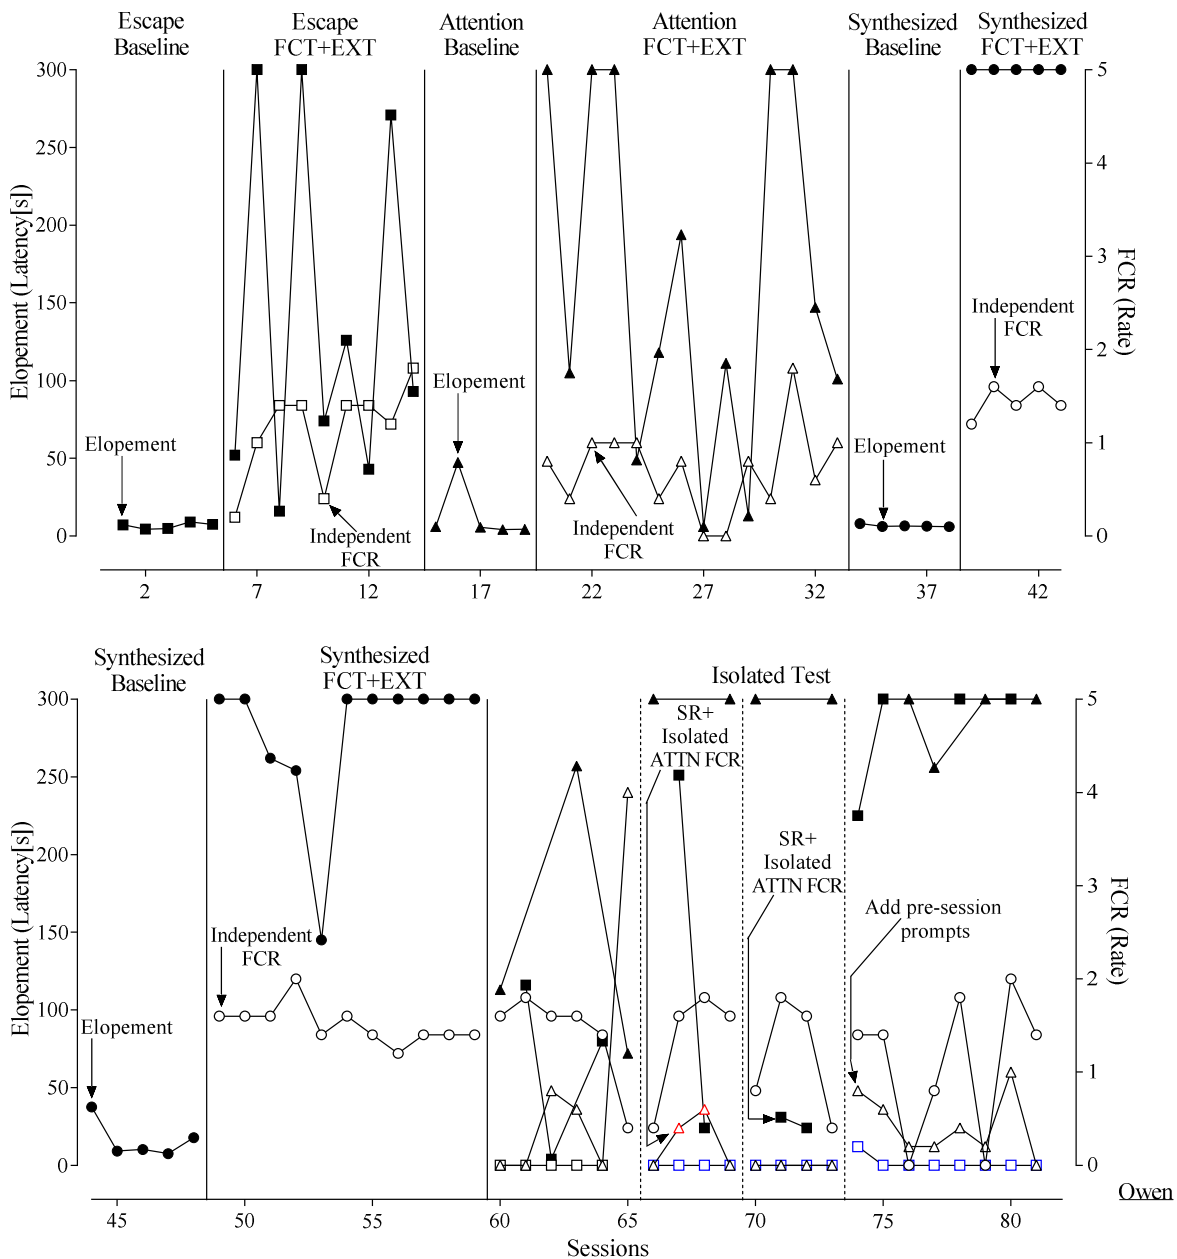 Escape
Baseline
Escape
FCT+EXT
Attention
Baseline
Attention
FCT+EXT
Synthesized
Baseline
Synthesized
FCT+EXT
300
250
200
150
100
50
0
Elopement (Latency[s])
5
4
3
2
1
0
FCR (Rate)
Elopement
Independent
FCR
Elopement
Independent
FCR
Elopement
Independent
FCR
2
7
12
17
22
27
32
37
42
Synthesized
Baseline
Synthesized
FCT+EXT
Isolated Test
300
250
200
150
100
50
0
Elopement (Latency[s])
5
4
3
2
1
0
FCR (Rate)
Elopement
Independent
FCR
SR+
Isolated
ATTN FCR
SR+
Isolated
ATTN FCR
Add pre-session
prompts
45
50
55
60
65
70
75
80
Sessions
Owen